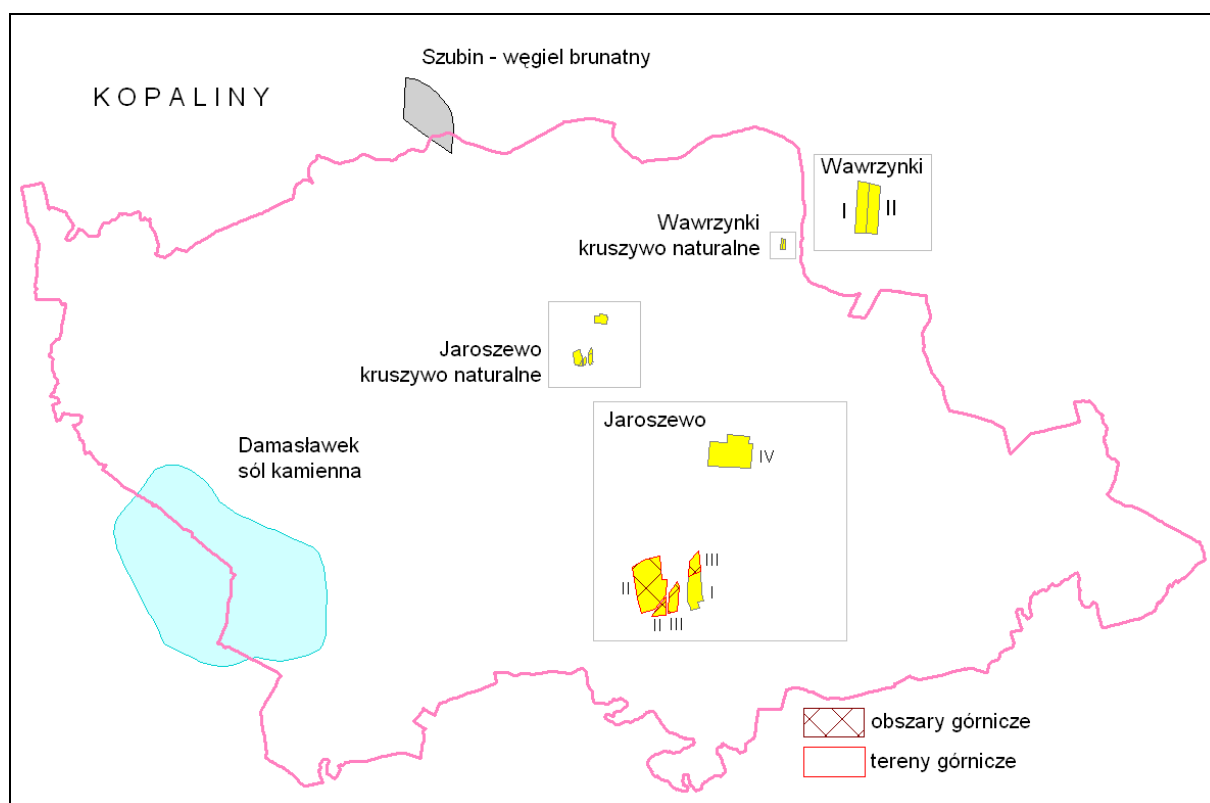 Szubin - węgiel brunatny
KOPALINY
Wawrzynki
I
II
Wawrzynki
kruszywo naturalne
Jaroszewo
kruszywo naturalne
Jaroszewo
IV
Damasławek
sól kamienna
III
II
I
II
III
obszary górnicze
tereny górnicze